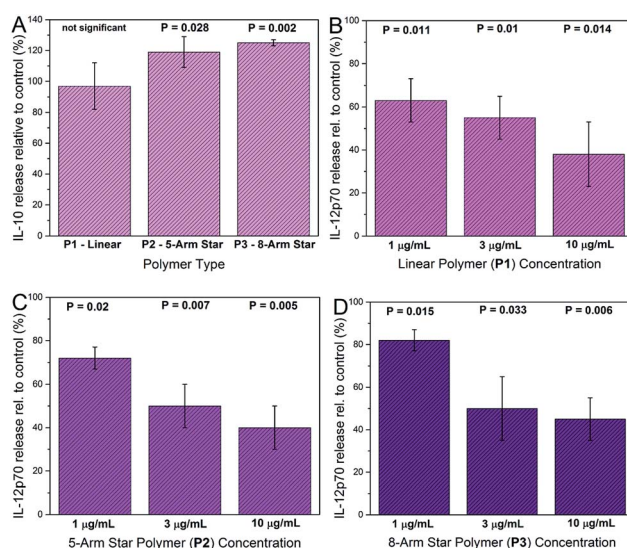 A
IL-10 release relative to control (%)
140
120
100
80
60
40
20
0
not significant
P = 0.028
P = 0.002
P1 - Linear
P2 - 5-Arm Star
P3 - 8-Arm Star
Polymer Type
B
IL-12p70 release rel. to control (%)
100
80
60
40
20
0
P = 0.011
P = 0.01
P = 0.014
1 μg/mL
3 μg/mL
10 μg/mL
Linear Polymer (P1) Concentration
C
IL-12p70 release rel. to control (%)
100
80
60
40
20
0
P = 0.02
P = 0.007
P = 0.005
1 μg/mL
3 μg/mL
10 μg/mL
5-Arm Star Polymer (P2) Concentration
D
IL-12p70 release rel. to control (%)
100
80
60
40
20
0
P = 0.015
P = 0.033
P = 0.006
1 μg/mL
3 μg/mL
10 μg/mL
8-Arm Star Polymer (P3) Concentration